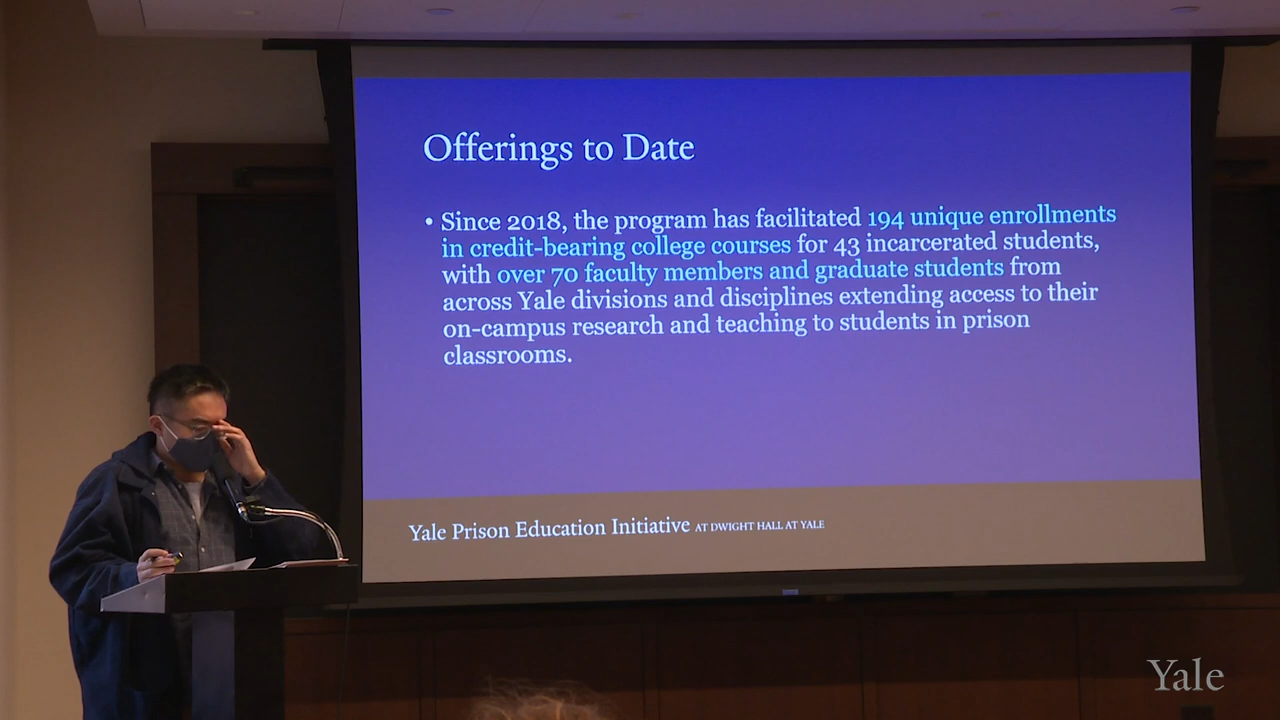 Offerings to Date
• Since 2018, the program has facilitated 194 unique enrollments
in credit-bearing college courses for 43 incarcerated students,
with over 70 faculty members and graduate students from
across Yale divisions and disciplines extending access to their
on-campus research and teaching to students in prison
classrooms.
Yale Prison Education Initiative AT DWIGHT HALL AT YALE
Yale